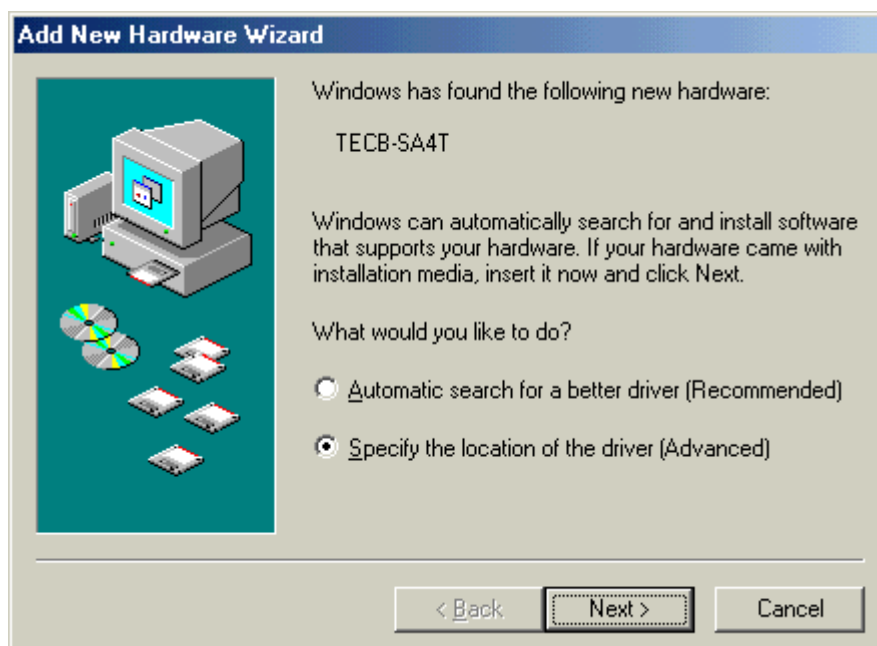 Add New Hardware Wizard
Windows has found the following new hardware:
TECB-SA4T
Windows can automatically search for and install software
that supports your hardware. If your hardware came with
installation media, insert it now and click Next.
What would you like to do?
Automatic search for a better driver (Recommended)
Specify the location of the driver (Advanced)
< Back Next > Cancel